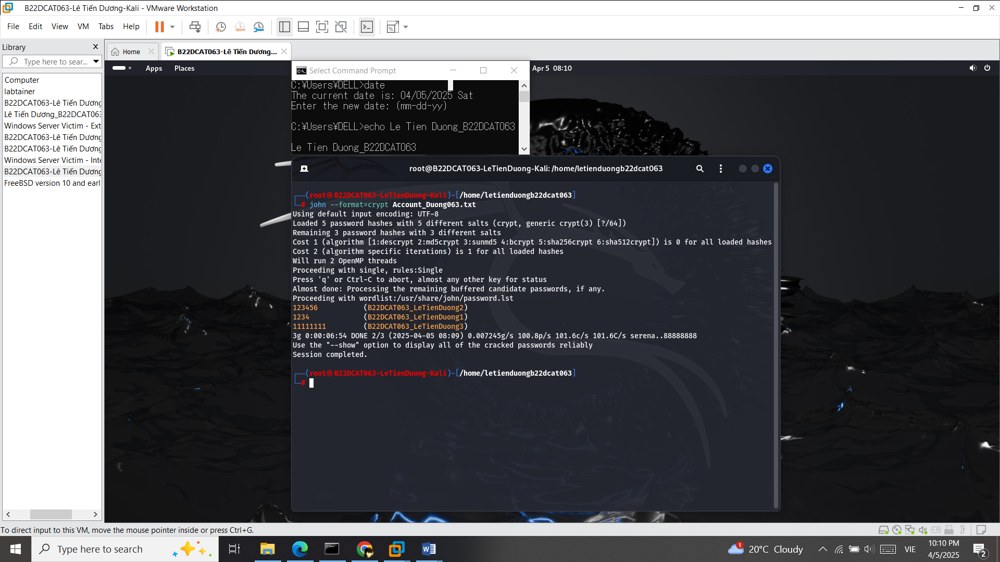 B22DCAT063-Lê Tiến Dương-Kali - VMware Workstation
File Edit View VM Tabs Help
Library
Type here to sear...
Computer
labtainer
B22DCAT063-Lê Tiến Dương
Lê Tiến Dương_B22DCAT063
Windows Server Victim - Ext
B22DCAT063-Lê Tiến Dương
B22DCAT063-Lê Tiến Dương
Windows Server Victim - Inte
B22DCAT063-Lê Tiến Dương
FreeBSD version 10 and earl
Home
B22DCAT063-Lê Tiến Dương...
Apps Places
Apr 5 08:10
Select Command Prompt
C:¥Users¥DELL>date
The current date is: 04/05/2025 Sat
Enter the new date: (mm-dd-yy)
C:¥Users¥DELL>echo Le Tien Duong_B22DCAT063
Le Tien Duong_B22DCAT063
root@B22DCAT063-LeTienDuong-Kali: /home/letienduongb22dcat063
┌──(root㉿B22DCAT063-LeTienDuong-Kali)-[/home/letienduongb22dcat063]
└─# john --format=crypt Account_Duong063.txt
Using default input encoding: UTF-8
Loaded 5 password hashes with 5 different salts (crypt, generic crypt(3) [?/64])
Remaining 3 password hashes with 3 different salts
Cost 1 (algorithm [1:descrypt 2:md5crypt 3:sunmd5 4:bcrypt 5:sha256crypt 6:sha512crypt]) is 0 for all loaded hashes
Cost 2 (algorithm specific iterations) is 1 for all loaded hashes
Will run 2 OpenMP threads
Proceeding with single, rules:Single
Press 'q' or Ctrl-C to abort, almost any other key for status
Almost done: Processing the remaining buffered candidate passwords, if any.
Proceeding with wordlist:/usr/share/john/password.lst
123456 (B22DCAT063_LeTienDuong2)
1234 (B22DCAT063_LeTienDuong1)
11111111 (B22DCAT063_LeTienDuong3)
3g 0:00:06:54 DONE 2/3 (2025-04-05 08:09) 0.007245g/s 100.8p/s 101.6c/s 101.6C/s serena..88888888
Use the "--show" option to display all of the cracked passwords reliably
Session completed.
┌──(root㉿B22DCAT063-LeTienDuong-Kali)-[/home/letienduongb22dcat063]
└─#
To direct input to this VM, move the mouse pointer inside or press Ctrl+G.
Type here to search
1
20°C Cloudy
VIE
10:10 PM
4/5/2025
2